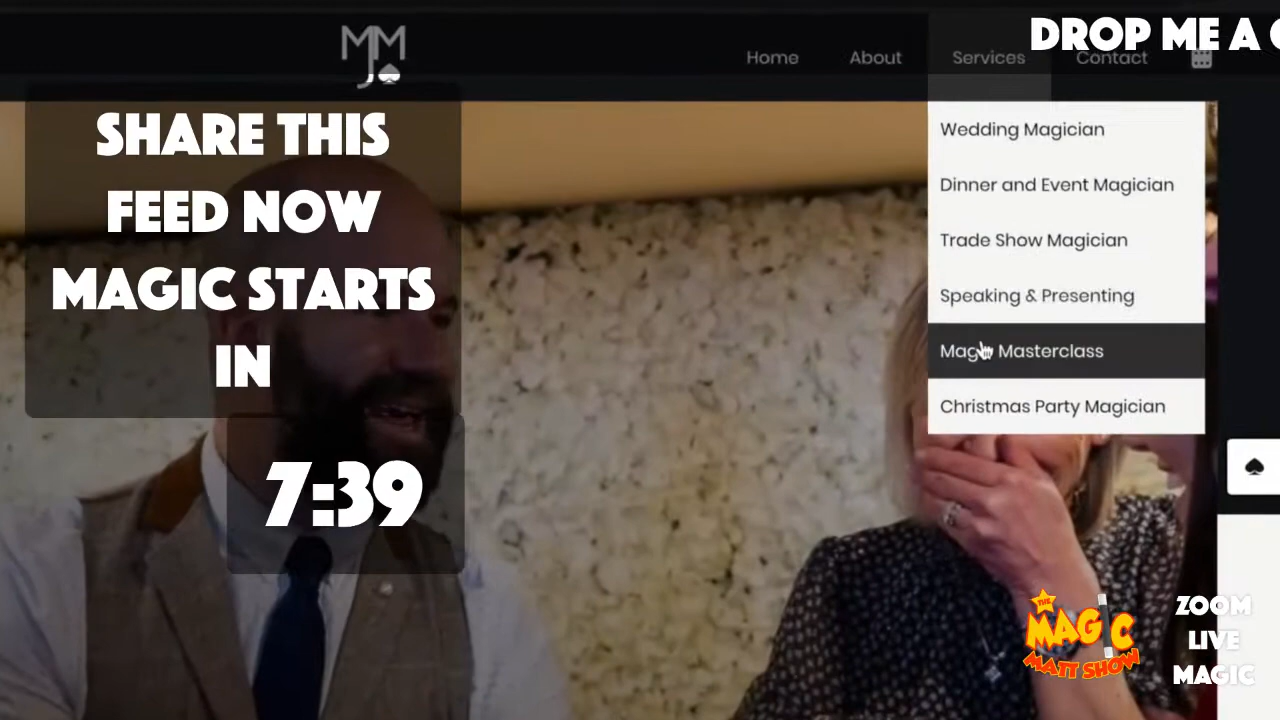 DROP ME A
MJM
Home
About
Services
Contact
SHARE THIS
FEED NOW
MAGIC STARTS
IN
7:39
Wedding Magician
Dinner and Event Magician
Trade Show Magician
Speaking & Presenting
Masterclass
Christmas Party Magician
THE
MAGIC
MATT SHOW
ZOOM
LIVE
MAGIC